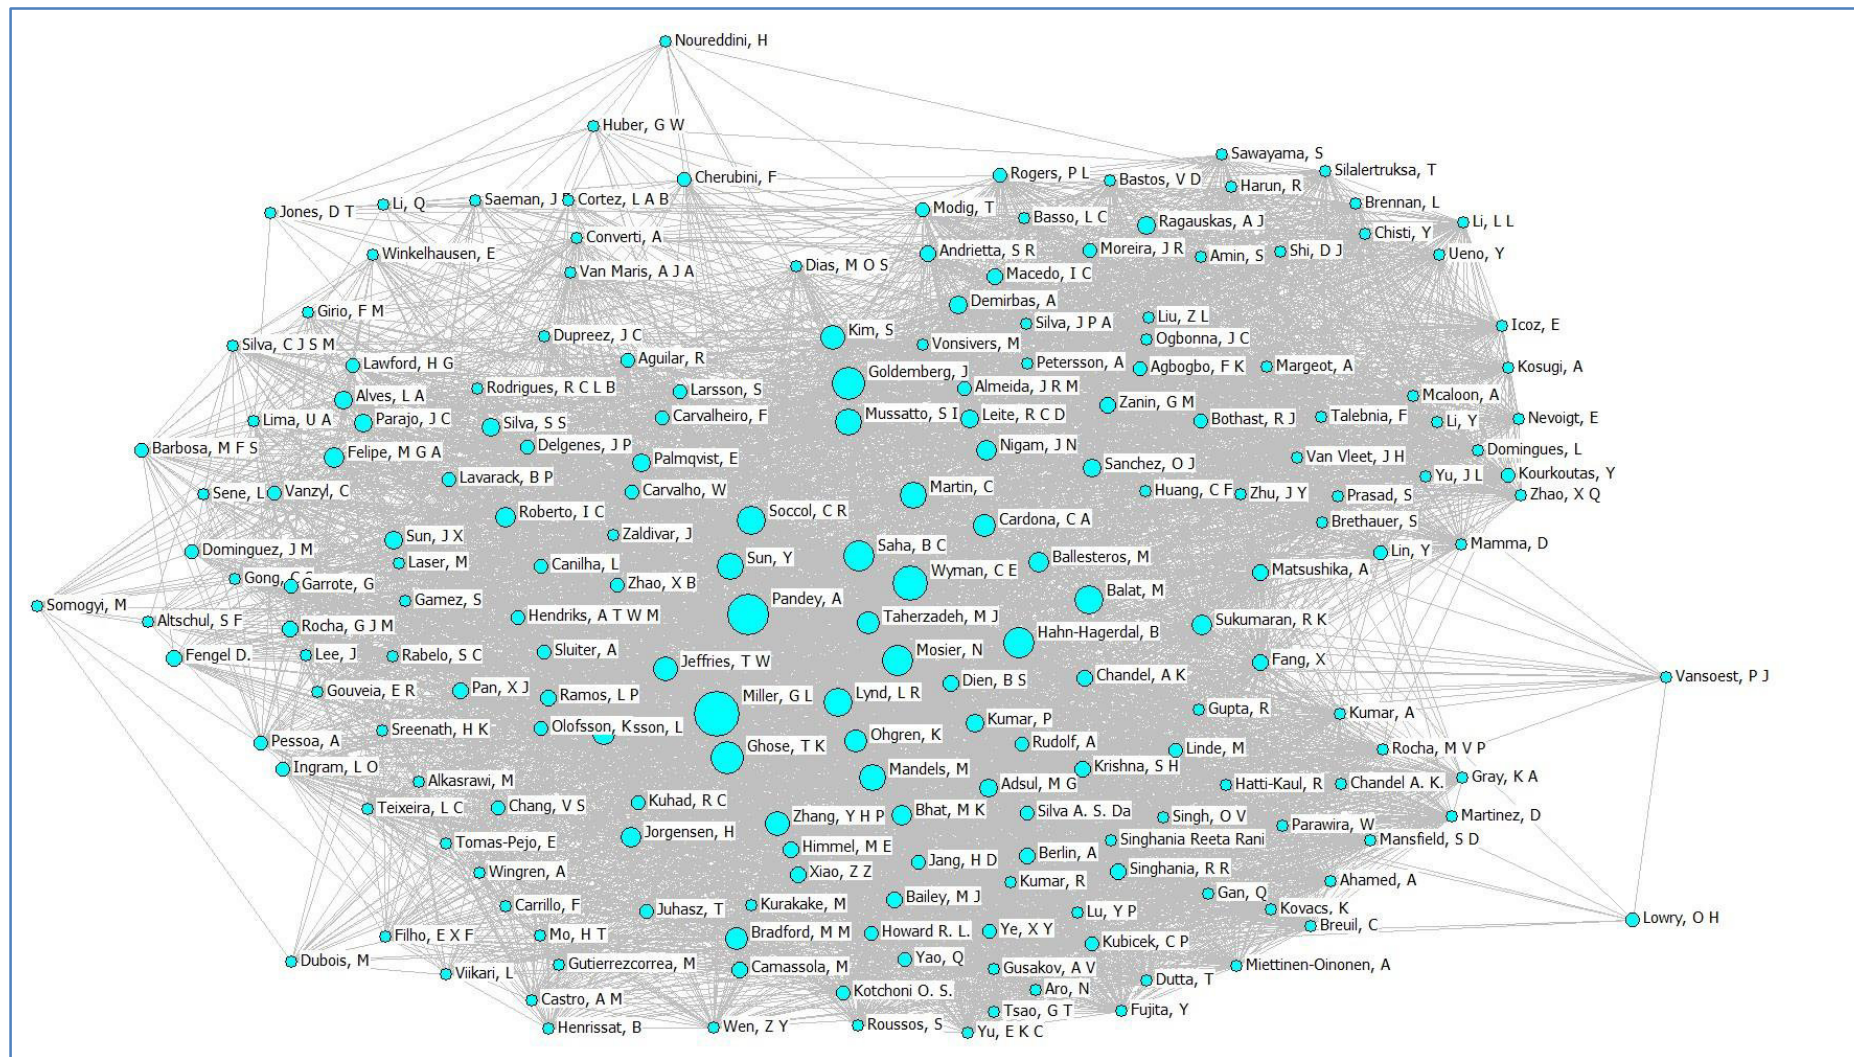 Noureddini, H
Huber, G W
Sawayama, S
Silalertruksa, T
Cherubini, F
Rogers, P L
Bastos, V D
Harun, R
Jones, D T
Li, Q
Saeman, J F
Cortez, L A B
Modig, T
Basso, L C
Ragauskas, A J
Brennan, L
Li, L L
Converti, A
Chisti, Y
Winkelhausen, E
Andrietta, S R
Moreira, J R
Amin, S
Shi, D J
Ueno, Y
Van Maris, A J A
Dias, M O S
Macedo, I C
Demirbas, A
Girio, F M
Silva, J P A
Liu, Z L
Icoz, E
Dupreez, J C
Kim, S
Ogbonna, J C
Silva, C J S M
Vonsivers, M
Lawford, H G
Aguilar, R
Petersson, A
Agbogbo, F K
Margeot, A
Kosugi, A
Goldemberg, J
Rodrigues, R C L B
Larsson, S
Almeida, J R M
Mcaloon, A
Alves, L A
Zanin, G M
Lima, U A
Parajo, J C
Silva, S S
Carvalheiro, F
Mussatto, S I
Leite, R C D
Bothast, R J
Talebnia, F
Li, Y
Nevoigt, E
Barbosa, M F S
Felipe, M G A
Delgenes, J P
Palmqvist, E
Nigam, J N
Sanchez, O J
Van Vleet, J H
Domingues, L
Lavarack, B P
Yu, J L
Kourkoutas, Y
Sene, L
Vanzyl, C
Carvalho, W
Martin, C
Huang, C F
Zhu, J Y
Prasad, S
Zhao, X Q
Roberto, I C
Soccol, C R
Cardona, C A
Brethauer, S
Sun, J X
Zaldivar, J
Mamma, D
Dominguez, J M
Laser, M
Canilha, L
Sun, Y
Saha, B C
Ballesteros, M
Lin, Y
Gong, C S
Garrote, G
Zhao, X B
Wyman, C E
Matsushika, A
Somogyi, M
Gamez, S
Pandey, A
Balat, M
Altschul, S F
Rocha, G J M
Hendriks, A T W M
Taherzadeh, M J
Sukumaran, R K
Fengel D.
Lee, J
Rabelo, S C
Sluiter, A
Hahn-Hagerdal, B
Jeffries, T W
Mosier, N
Fang, X
Vansoest, P J
Gouveia, E R
Pan, X J
Ramos, L P
Dien, B S
Chandel, A K
Miller, G L
Lynd, L R
Gupta, R
Kumar, A
Sreenath, H K
Olofsson, K
sson, L
Kumar, P
Pessoa, A
Ghose, T K
Ohgren, K
Rudolf, A
Linde, M
Rocha, M V P
Ingram, L O
Alkasrawi, M
Mandels, M
Krishna, S H
Gray, K A
Adsul, M G
Hatti-Kaul, R
Chandel A. K.
Teixeira, L C
Chang, V S
Kuhad, R C
Zhang, Y H P
Bhat, M K
Silva A. S. Da
Singh, O V
Parawira, W
Martinez, D
Tomas-Pejo, E
Jorgensen, H
Himmel, M E
Singhania Reeta Rani
Mansfield, S D
Wingren, A
Xiao, Z Z
Jang, H D
Berlin, A
Singhania, R R
Kumar, R
Ahamed, A
Carrillo, F
Juhasz, T
Kurakake, M
Bailey, M J
Gan, Q
Lu, Y P
Kovacs, K
Lowry, O H
Filho, E X F
Mo, H T
Bradford, M M
Howard R. L.
Ye, X Y
Breuil, C
Kubicek, C P
Dubois, M
Viikari, L
Gutierrezcorrea, M
Camassola, M
Yao, Q
Gusakov, A V
Miettinen-Oinonen, A
Dutta, T
Castro, A M
Kotchoni O. S.
Aro, N
Henrissat, B
Wen, Z Y
Roussos, S
Tsao, G T
Fujita, Y
Yu, E K C